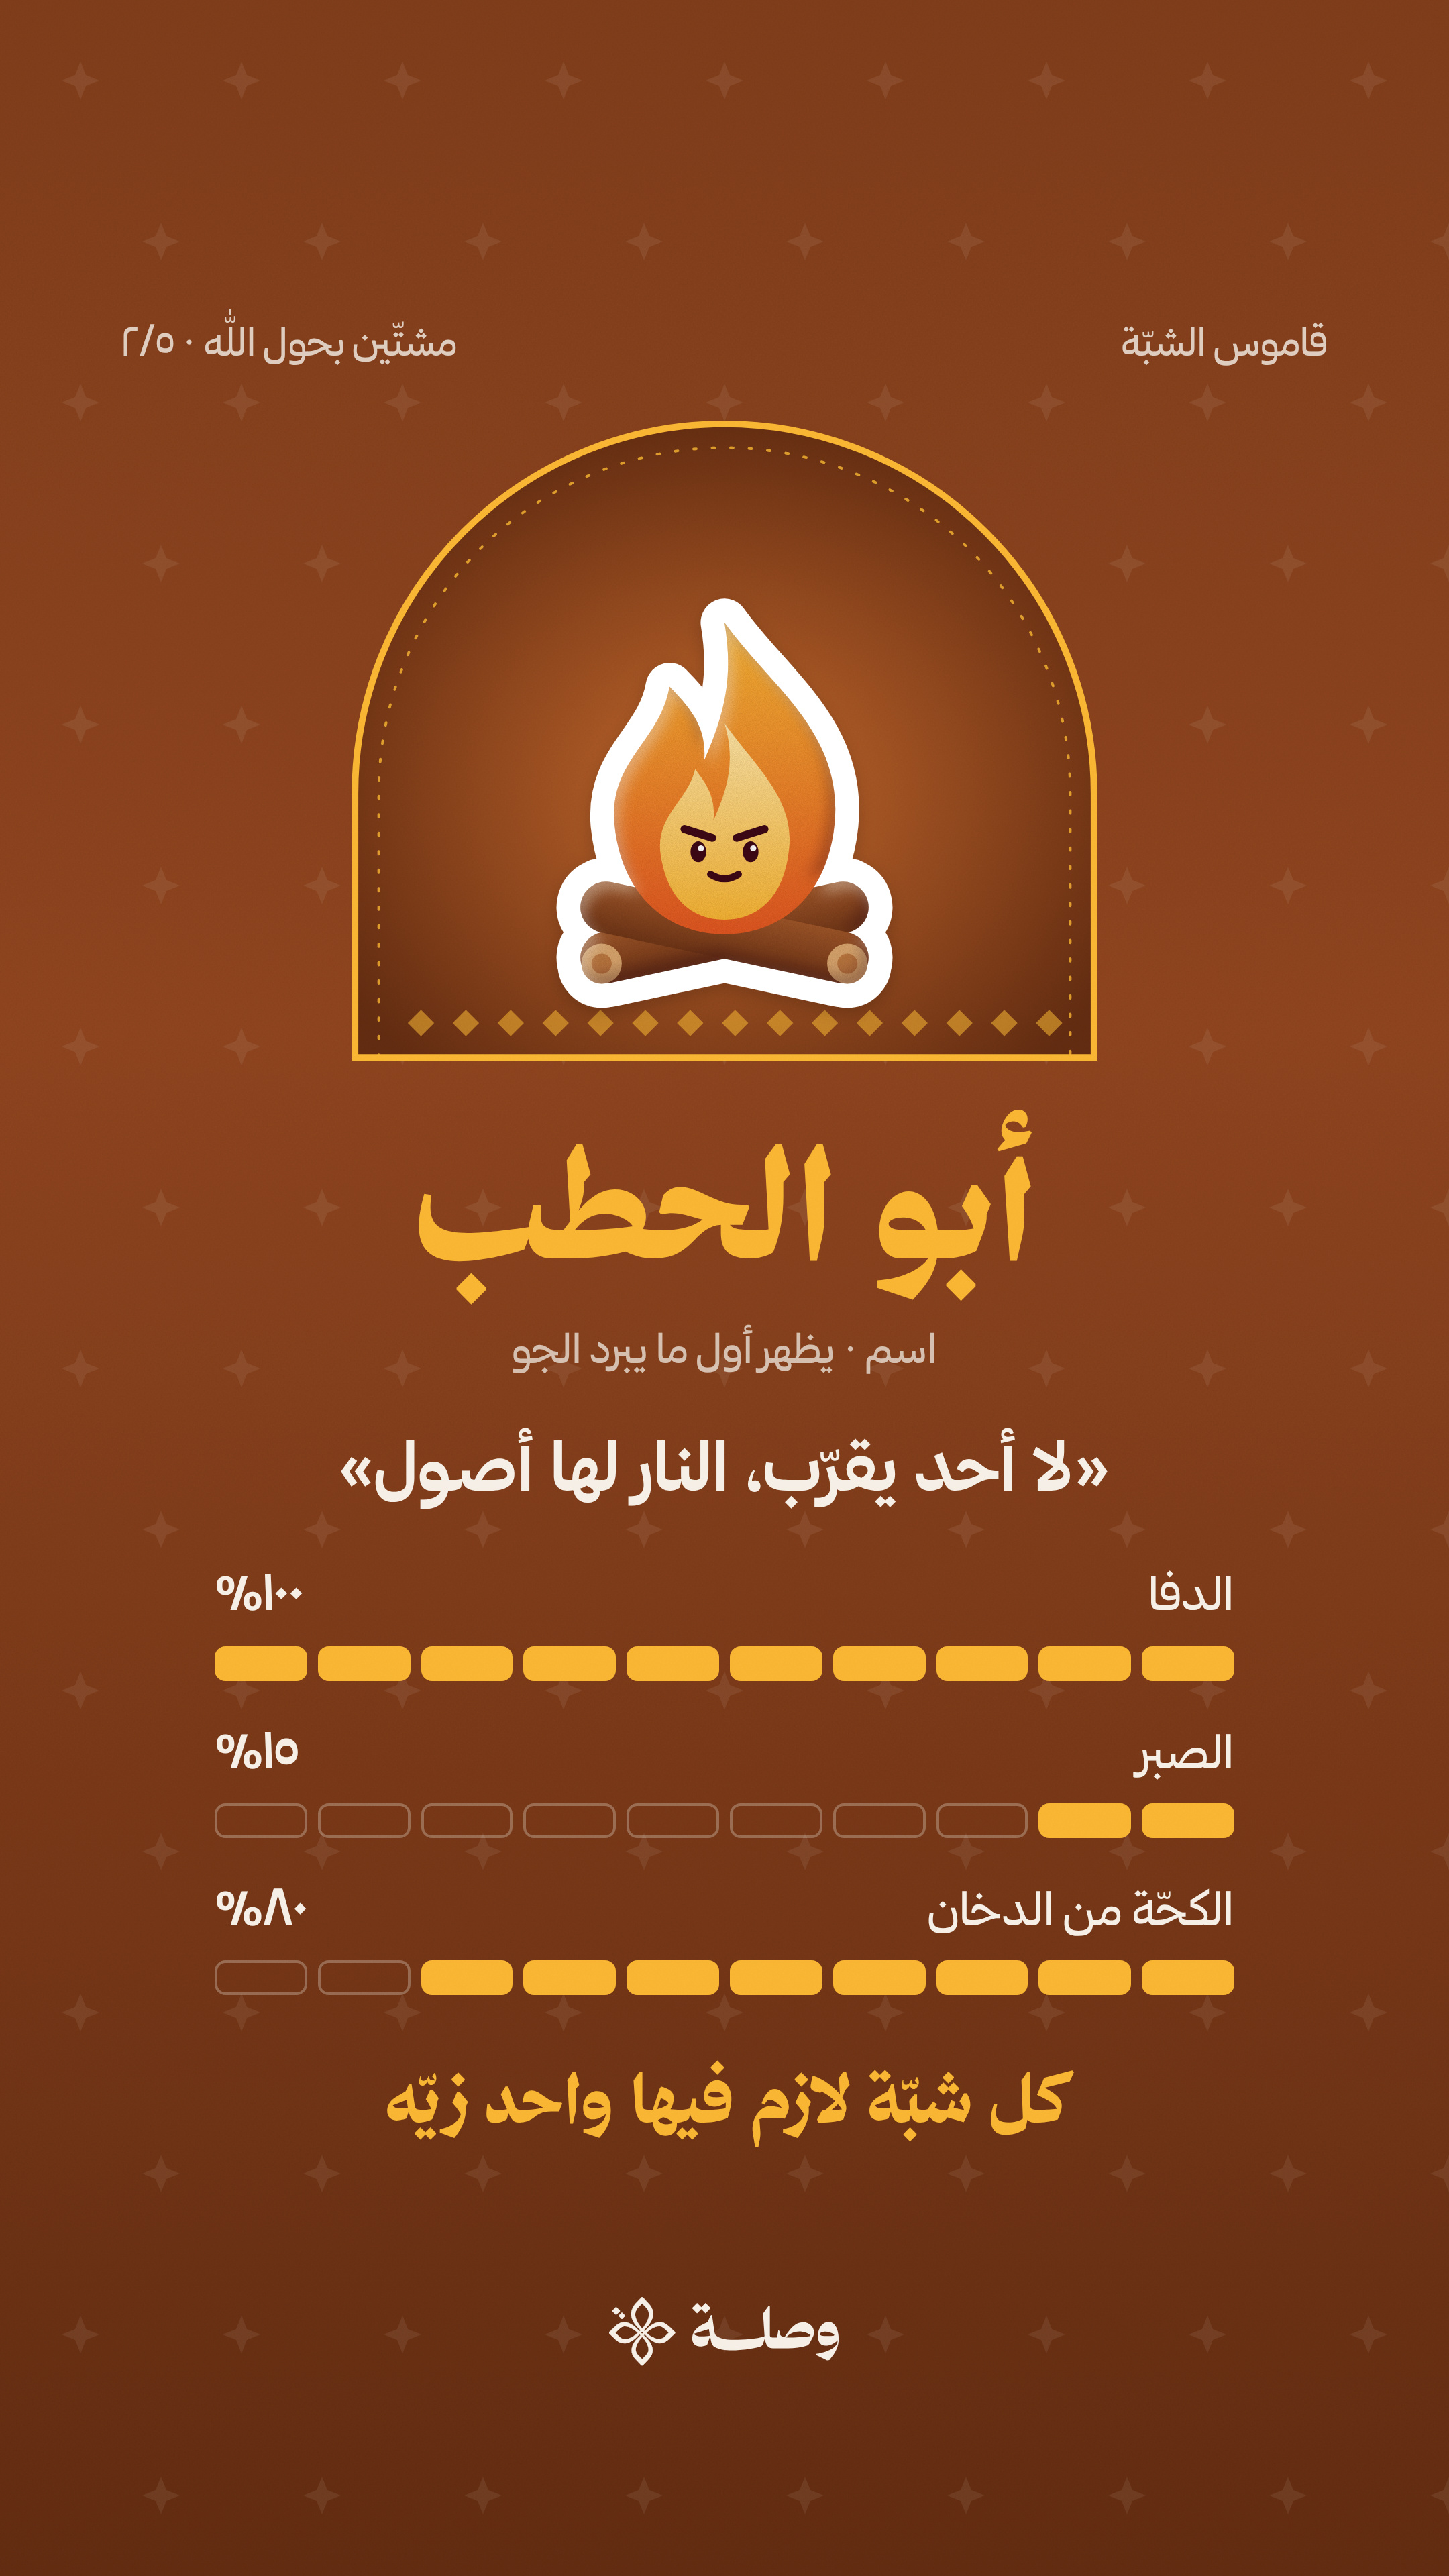 قاموس الشبّة
مشتّين بحول الله · ٢/٥
أبو الحطب
اسم · يظهر أول ما يبرد الجو
«لا أحد يقرّب، النار لها أصول»
الدفا
%١٠٠
الصبر
%١٥
الكحّة من الدخان
%٨٠
كل شبّة لازم فيها واحد زيّه
وصلـة